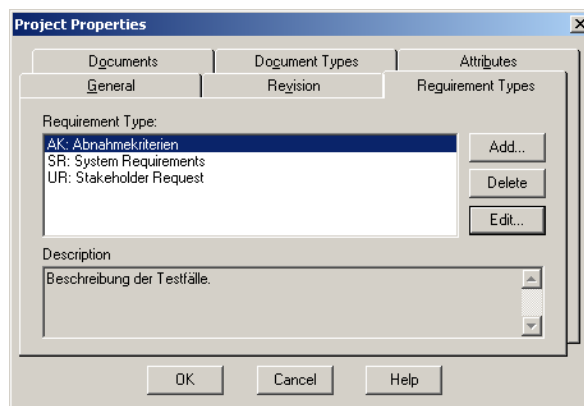 Project Properties
Documents
Document Types
Attributes
General
Revision
Requirement Types
Requirement Type:
AK: Abnahmekriterien
SR: System Requirements
UR: Stakeholder Request
Add...
Delete
Edit...
Description
Beschreibung der Testfälle.
OK
Cancel
Help